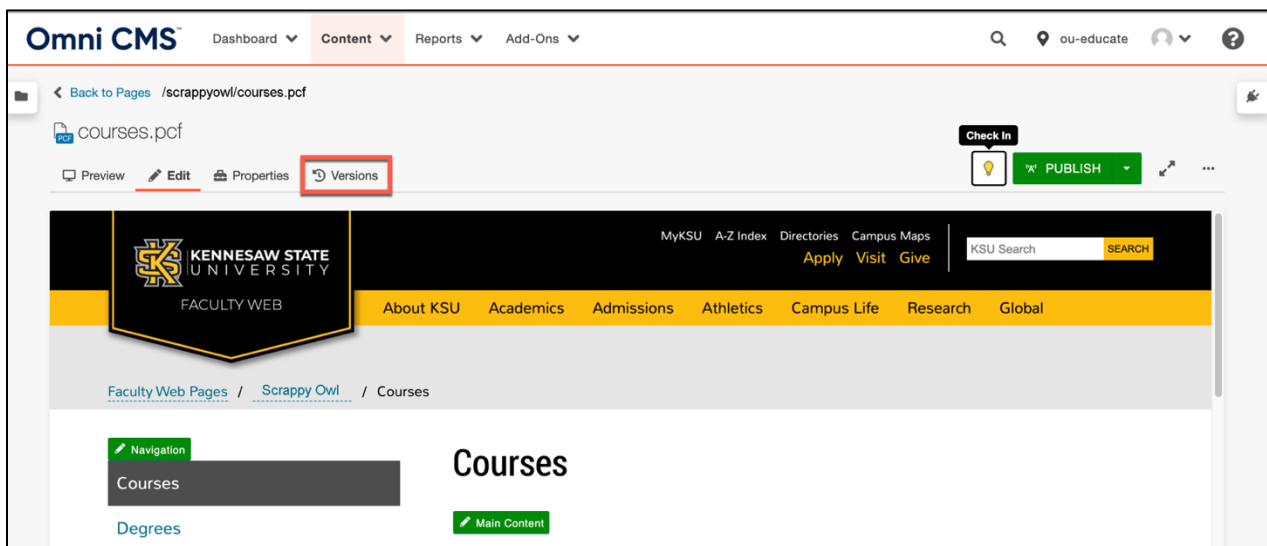 Omni CMS™ Dashboard Content Reports Add-Ons ou-educate
Back to Pages /scrappyowl/courses.pcf
PCF courses.pcf
Check In
Preview Edit Properties Versions PUBLISH
MyKSU A-Z Index Directories Campus Maps
Apply Visit Give
KSU Search SEARCH
KS KENNESAW STATE
UNIVERSITY
FACULTY WEB
About KSU Academics Admissions Athletics Campus Life Research Global
Faculty Web Pages / Scrappy Owl / Courses
Navigation
Courses
Courses
Degrees
Main Content